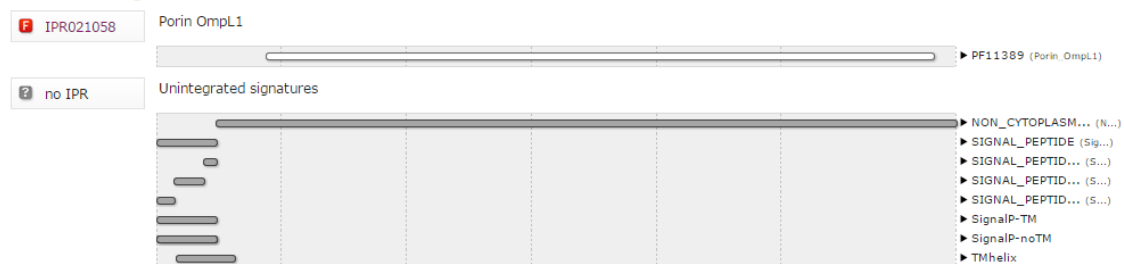 F IPR021058 Porin OmpL1
PF11389 (Porin_OmpL1)
? no IPR Unintegrated signatures
NON_CYTOPLASM... (N...)
SIGNAL_PEPTIDE (Sig...)
SIGNAL_PEPTID... (S...)
SIGNAL_PEPTID... (S...)
SIGNAL_PEPTID... (S...)
SignalP-TM
SignalP-noTM
TMhelix